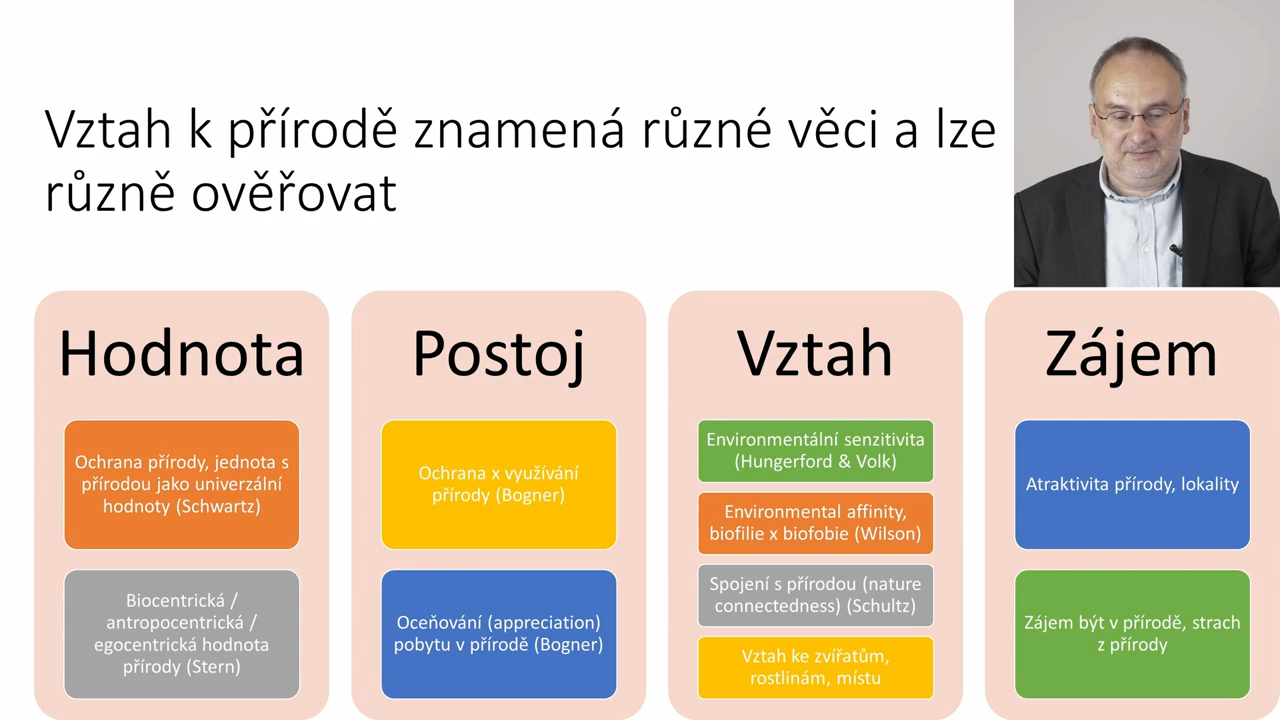 Vztah k přírodě znamená různé věci a lze
různě ověřovat
Hodnota
Ochrana přírody, jednota s
přírodou jako univerzální
hodnoty (Schwartz)
Biocentrická /
antropocentrická /
egocentrická hodnota
přírody (Stern)
Postoj
Ochrana x využívání
přírody (Bogner)
Oceňování (appreciation)
pobytu v přírodě (Bogner)
Vztah
Environmentální senzitivita
(Hungerford & Volk)
Environmental affinity,
biofilie x biofobie (Wilson)
Spojení s přírodou (nature
connectedness) (Schultz)
Vztah ke zvířatům,
rostlinám, místu
Zájem
Atraktivita přírody, lokality
Zájem být v přírodě, strach
z přírody